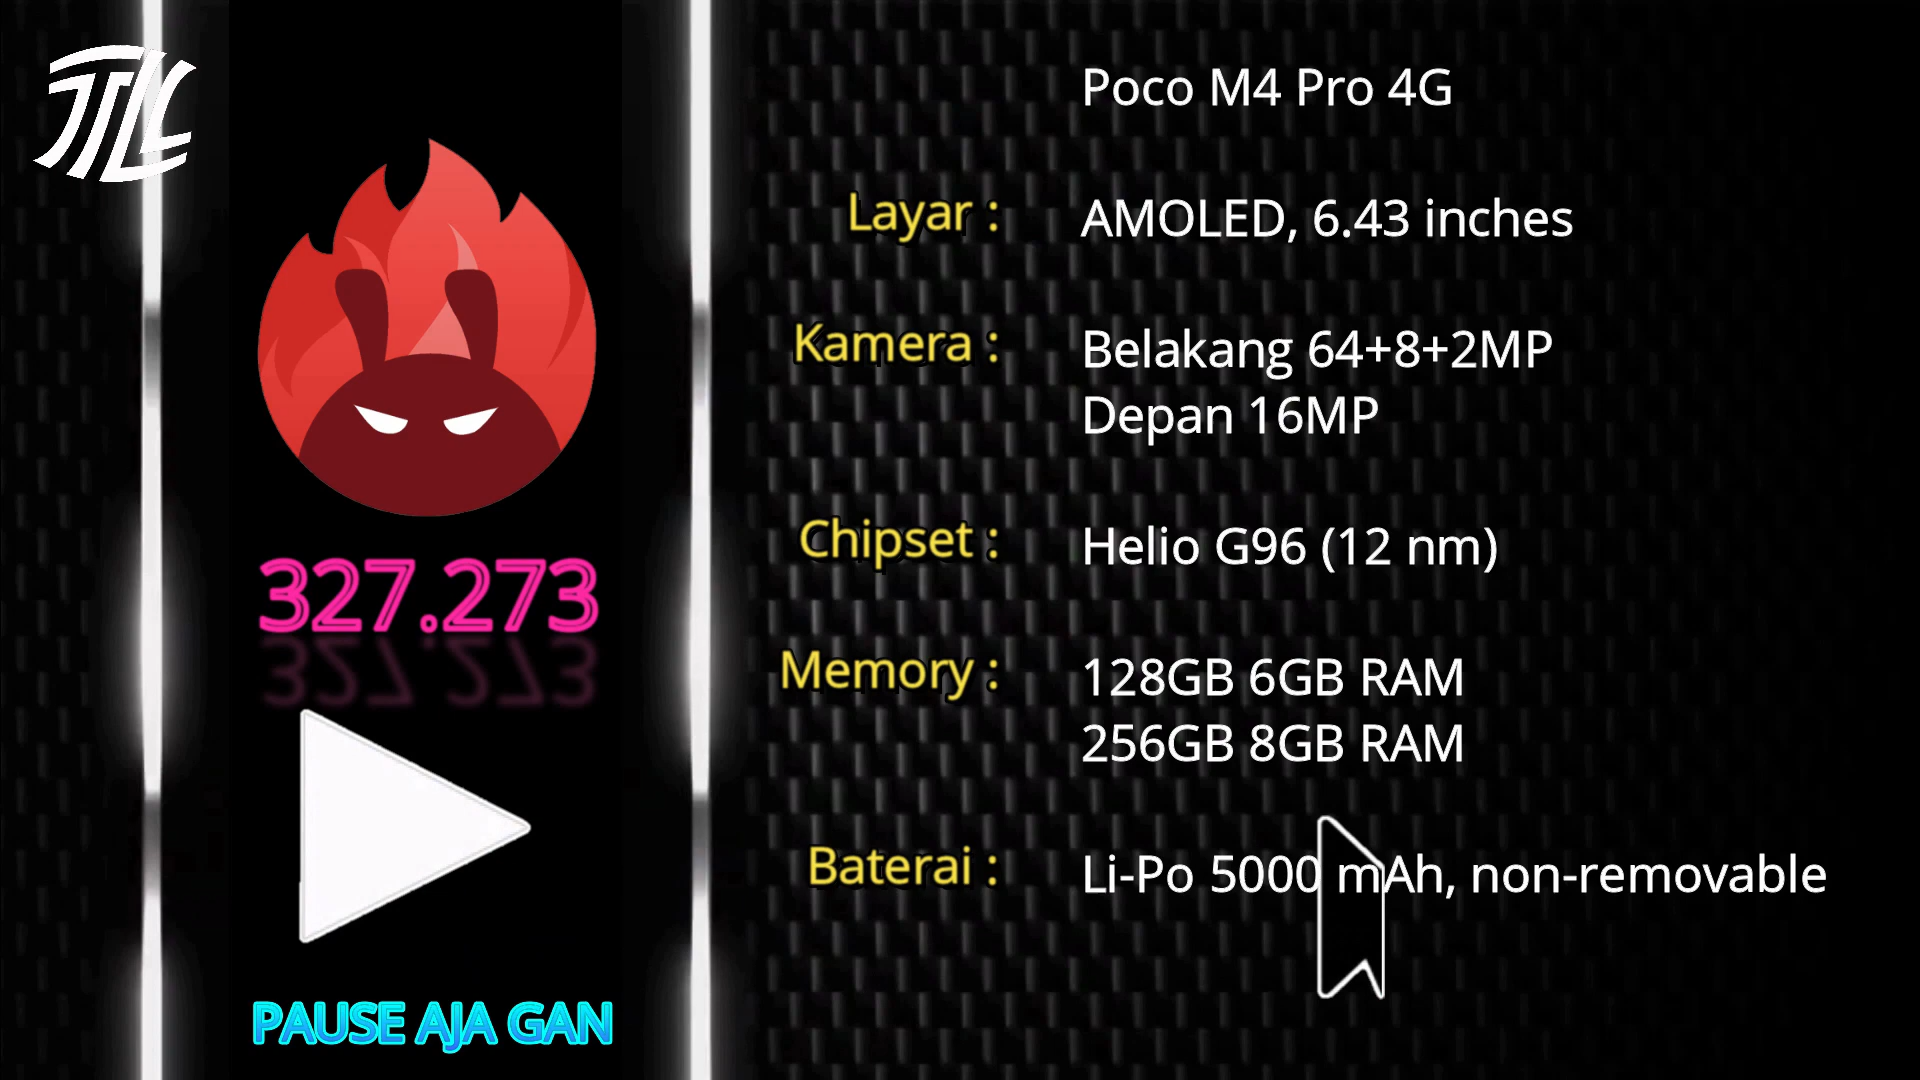 TLC
Poco M4 Pro 4G
Layar : AMOLED, 6.43 inches
Kamera : Belakang 64+8+2MP
Depan 16MP
Chipset : Helio G96 (12 nm)
Memory : 128GB 6GB RAM
256GB 8GB RAM
Baterai : Li-Po 5000 mAh, non-removable
327.273
PAUSE AJA GAN